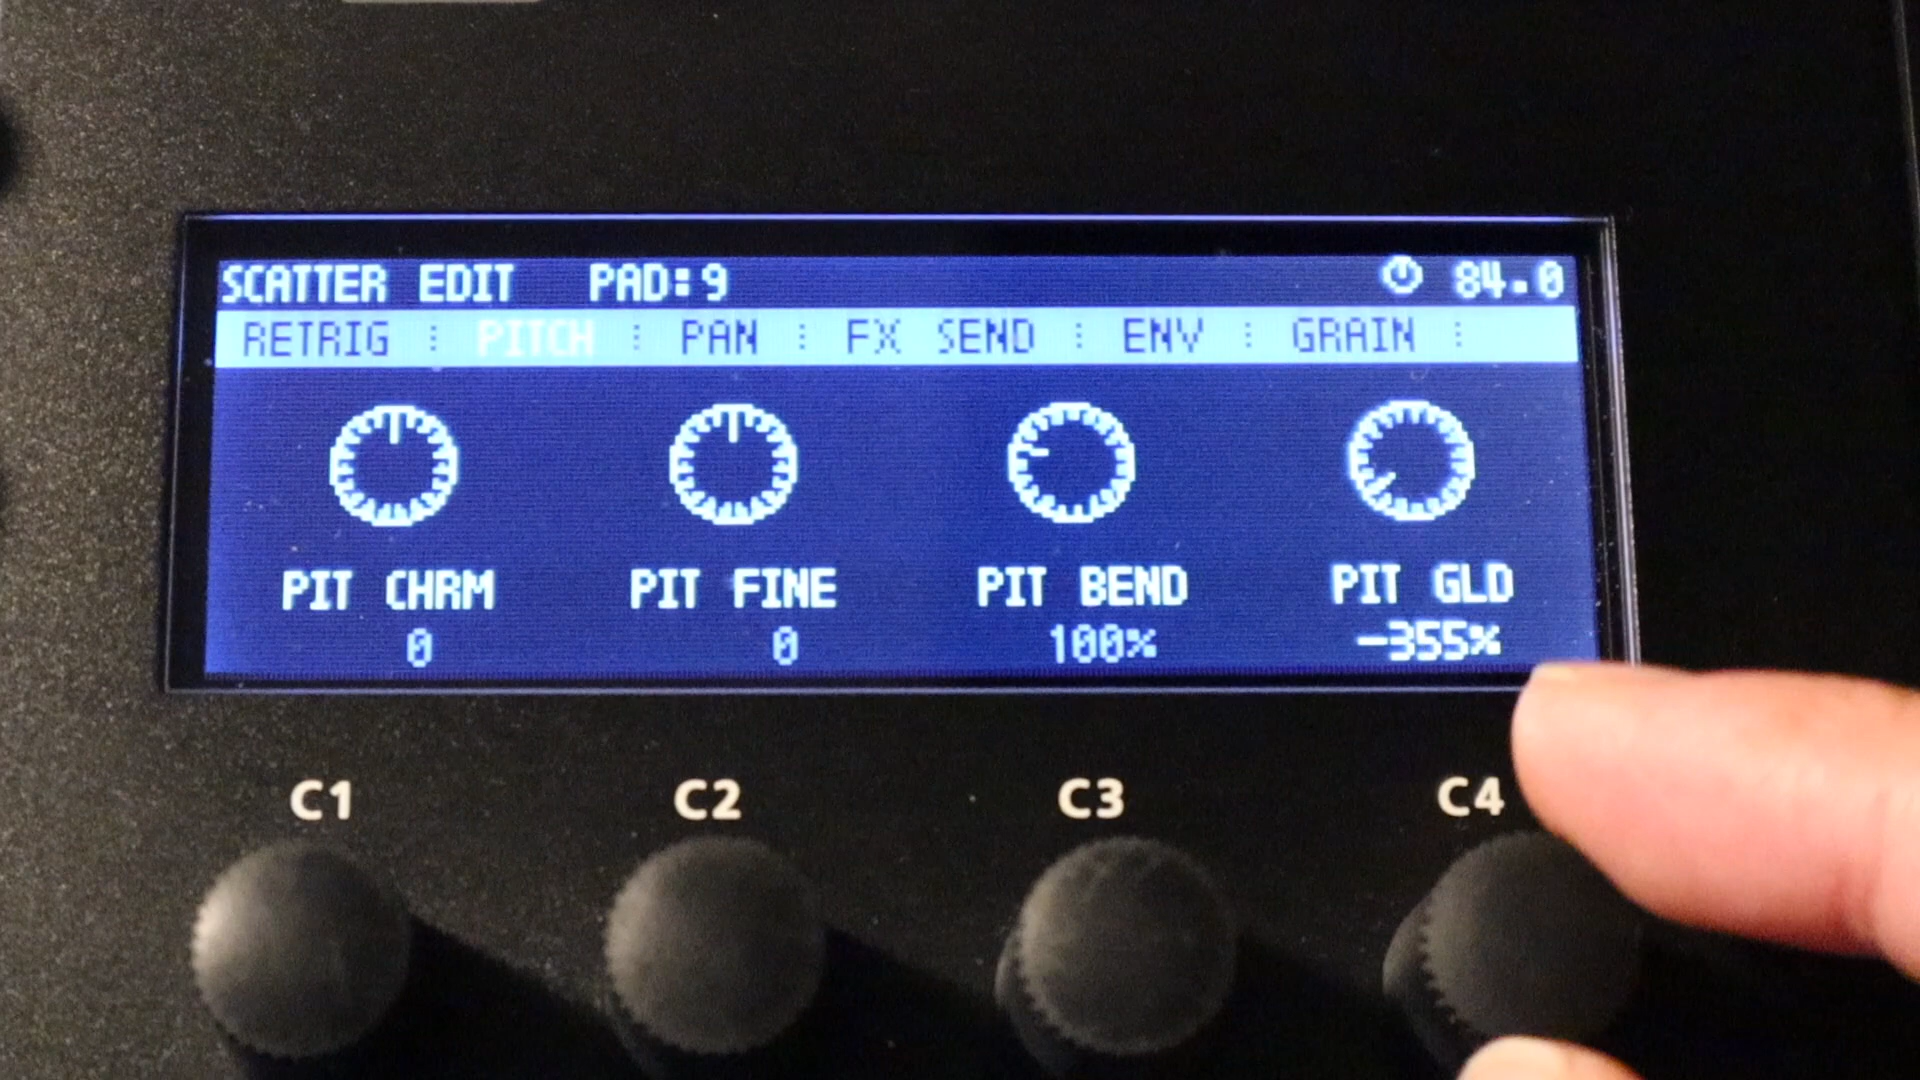 SCATTER EDIT PAD:9 84.0
RETRIG : PITCH : PAN : FX SEND : ENV : GRAIN :
PIT CHRM PIT FINE PIT BEND PIT GLD
0 0 100% -355%
C1 C2 C3 C4